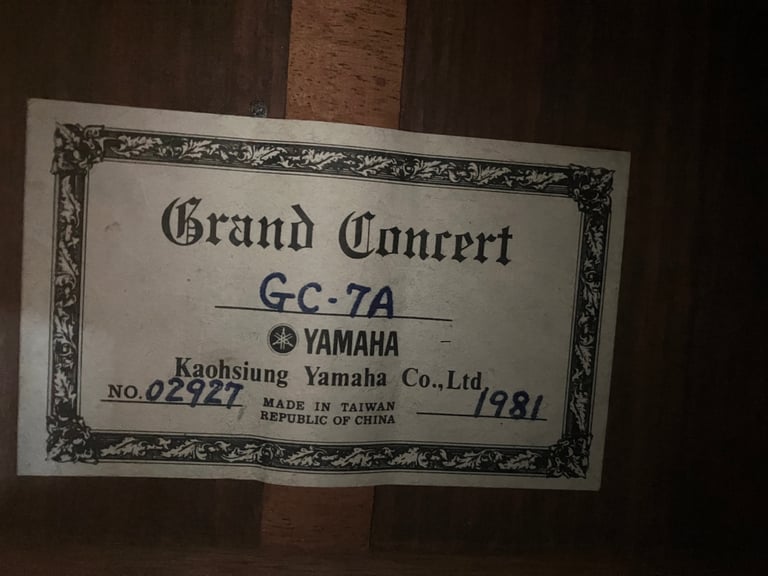 Grand Concert
GC-7A
YAMAHA
Kaohsiung Yamaha Co.,Ltd.
NO. 02927
MADE IN TAIWAN
REPUBLIC OF CHINA
1981